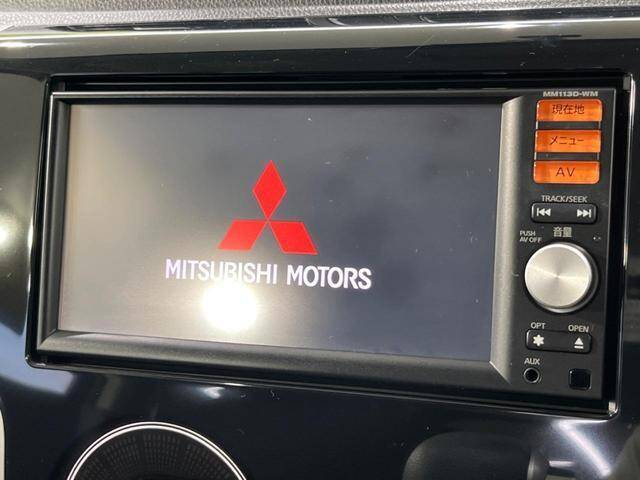 MM113D-WM
現在地
メニュー
AV
TRACK/SEEK
PUSH
AV OFF
音量
MITSUBISHI MOTORS
OPT
OPEN
AUX